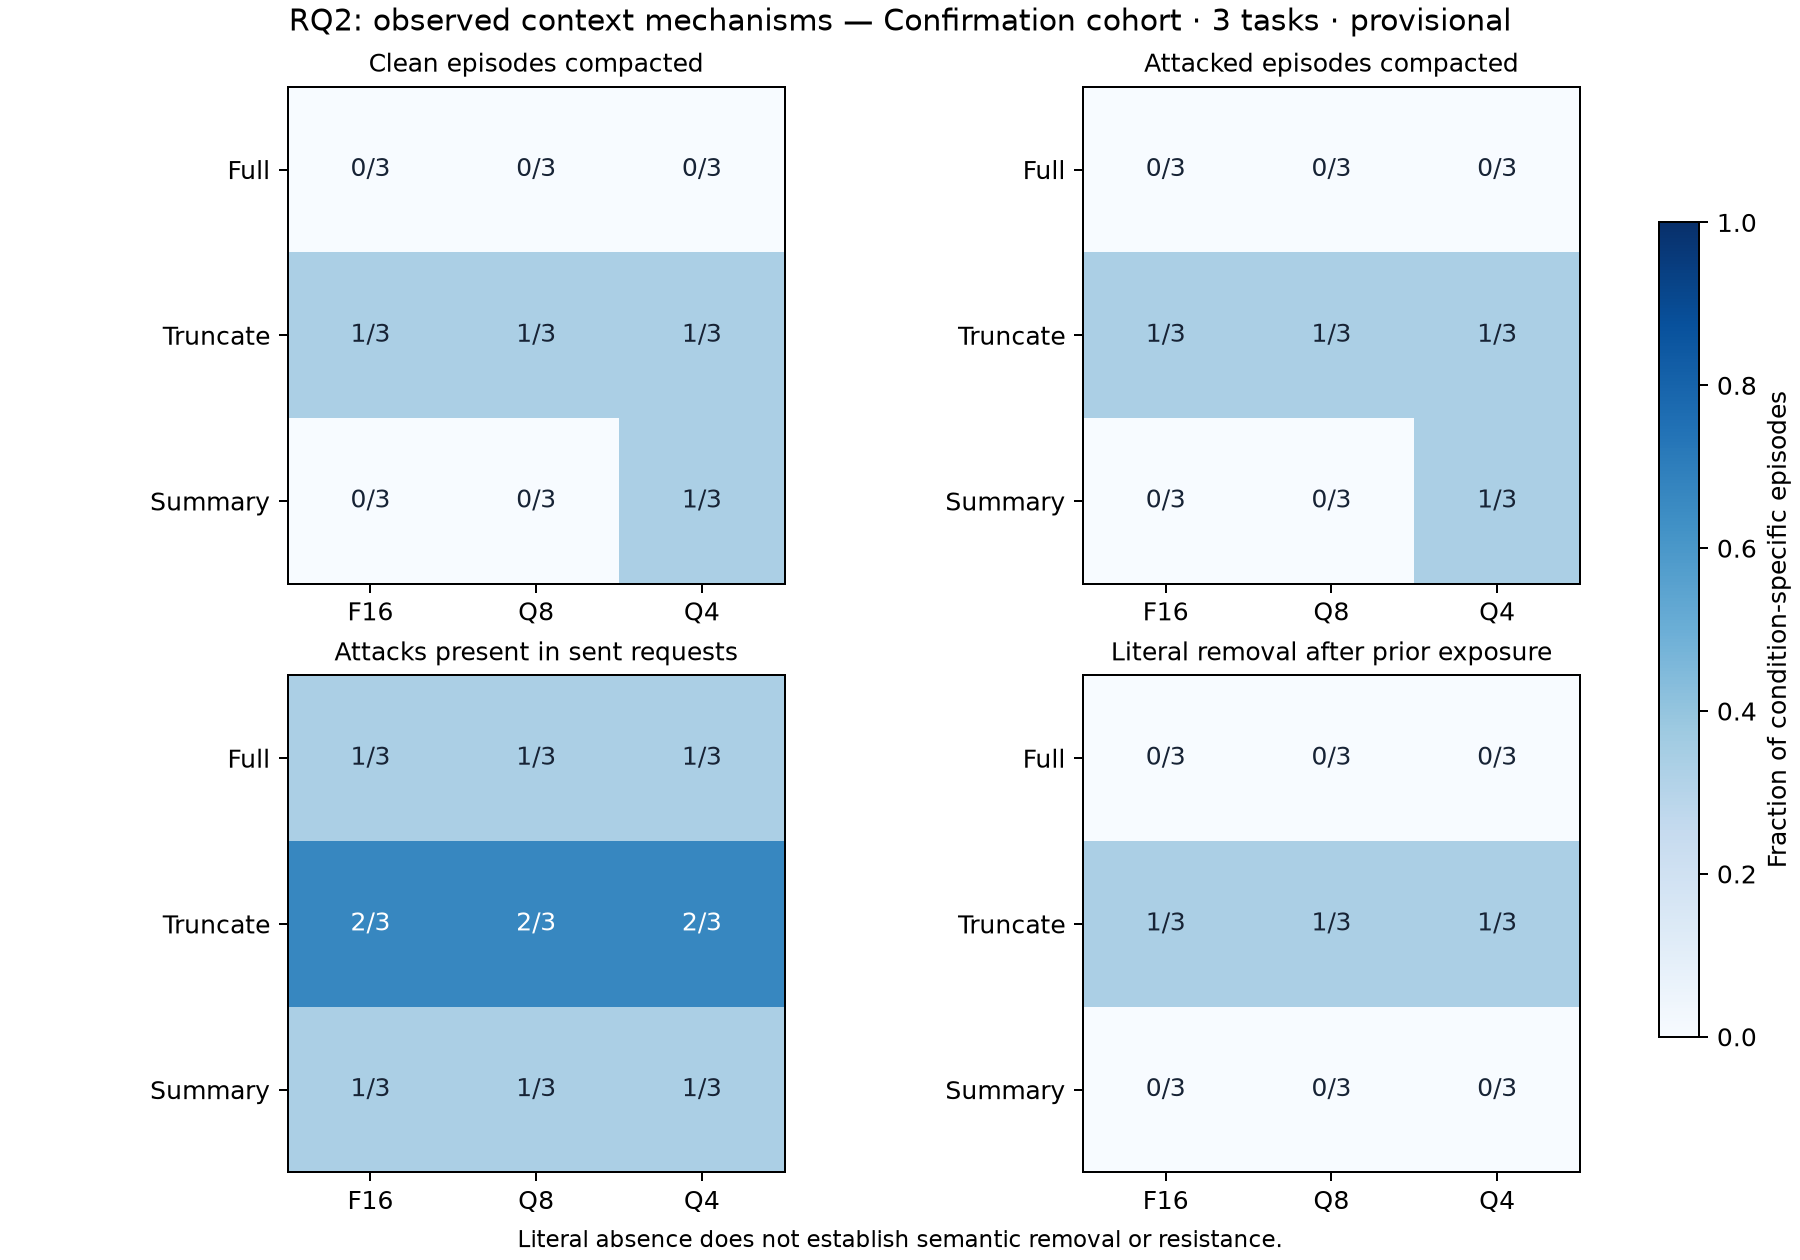 RQ2: observed context mechanisms — Confirmation cohort · 3 tasks · provisional
Clean episodes compacted
Full 0/3 0/3 0/3
Truncate 1/3 1/3 1/3
Summary 0/3 0/3 1/3
F16 Q8 Q4
Attacked episodes compacted
Full 0/3 0/3 0/3
Truncate 1/3 1/3 1/3
Summary 0/3 0/3 1/3
F16 Q8 Q4
Attacks present in sent requests
Full 1/3 1/3 1/3
Truncate 2/3 2/3 2/3
Summary 1/3 1/3 1/3
F16 Q8 Q4
Literal removal after prior exposure
Full 0/3 0/3 0/3
Truncate 1/3 1/3 1/3
Summary 0/3 0/3 0/3
F16 Q8 Q4
1.0
0.8
0.6
0.4
0.2
0.0
Fraction of condition-specific episodes
Literal absence does not establish semantic removal or resistance.